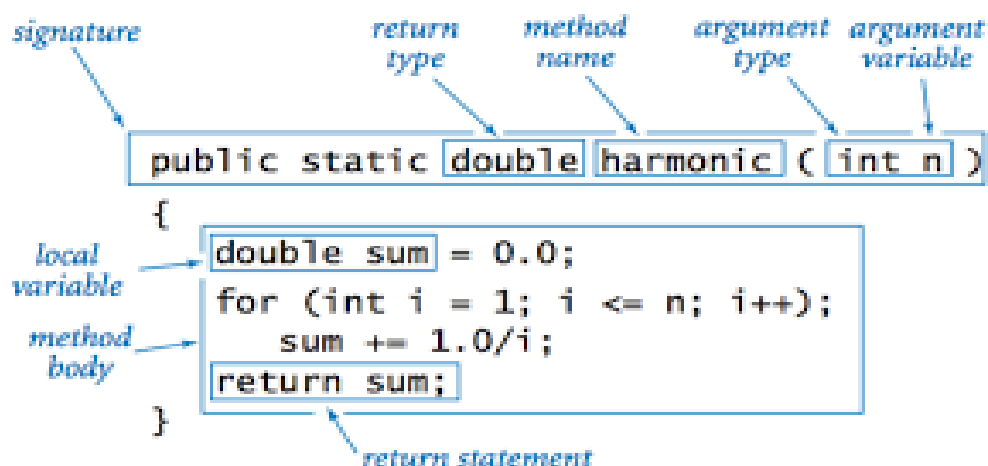 signature
return type
method name
argument type
argument variable
public static double harmonic ( int n )
{
local variable
double sum = 0.0;
for (int i = 1; i <= n; i++);
method body
sum += 1.0/i;
return sum;
}
return statement